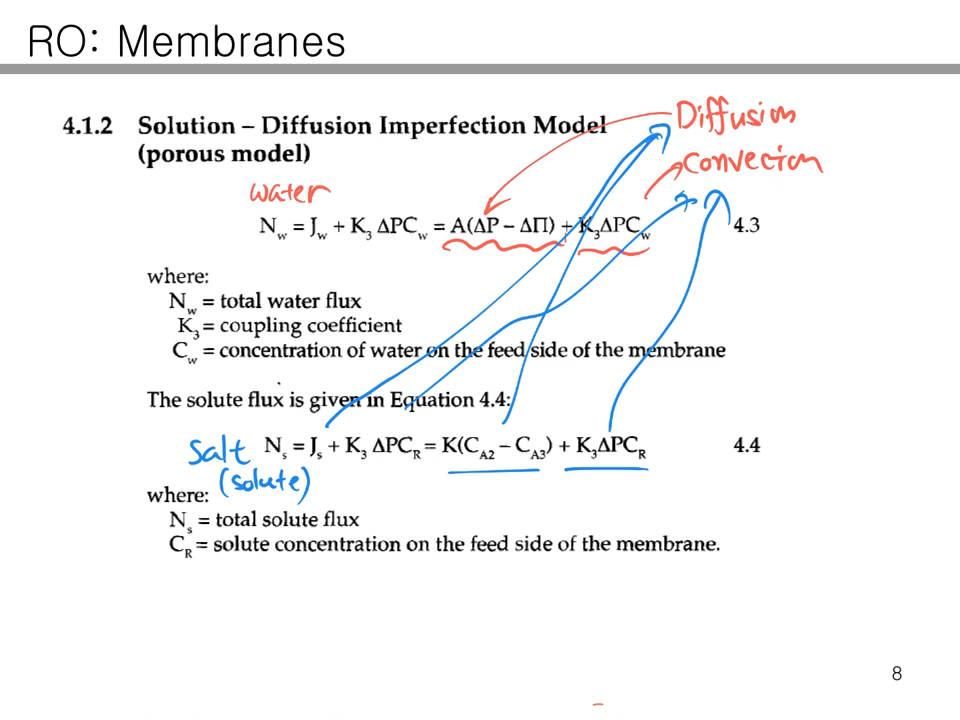 RO: Membranes
4.1.2 Solution – Diffusion Imperfection Model
(porous model)
Diffusion
Convection
water
N_w = J_w + K_3 ΔPC_w = A(ΔP – ΔΠ) + K_3ΔPC_w 4.3
where:
N_w = total water flux
K_3 = coupling coefficient
C_w = concentration of water on the feed side of the membrane
The solute flux is given in Equation 4.4:
Salt
(solute)
N_s = J_s + K_3 ΔPC_R = K(C_A2 – C_A3) + K_3ΔPC_R 4.4
where:
N_s = total solute flux
C_R = solute concentration on the feed side of the membrane.
8